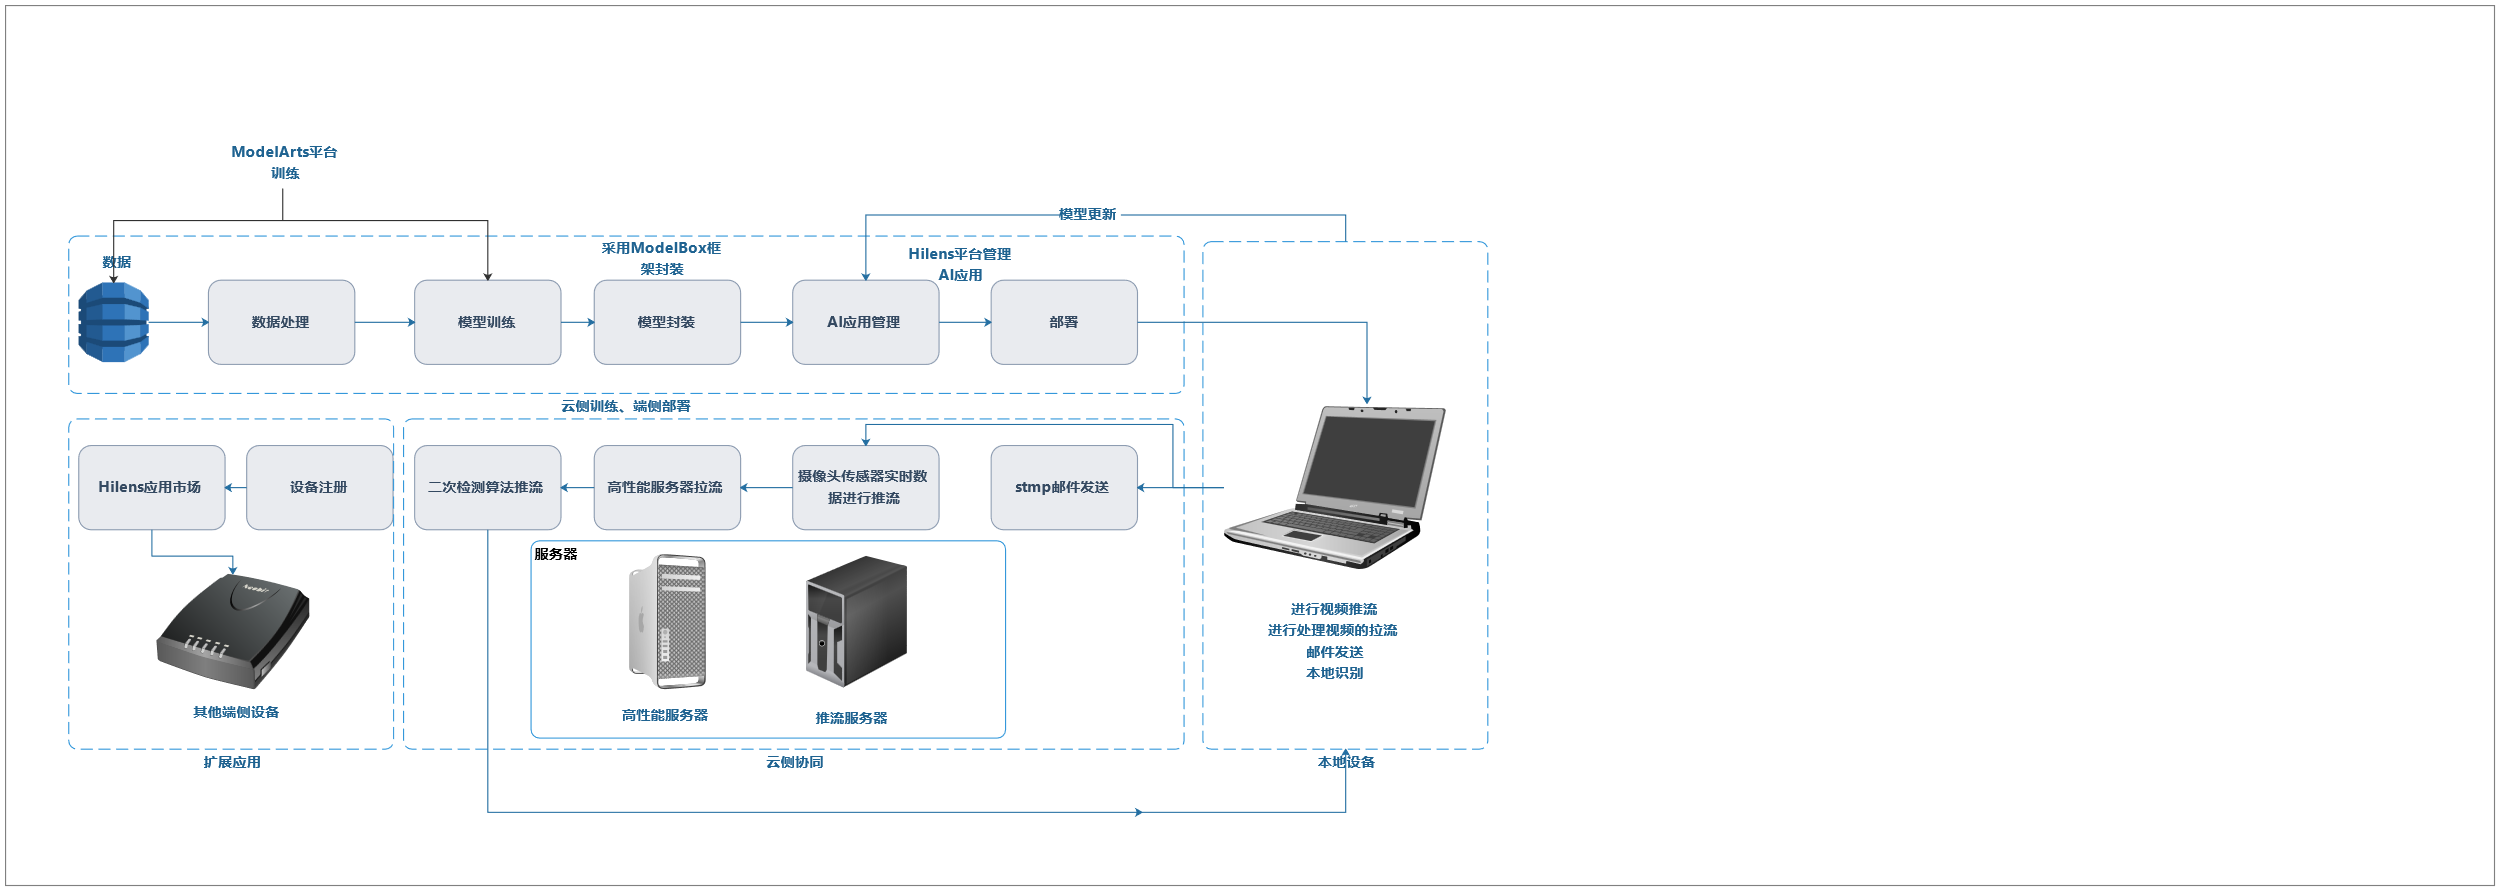 ModelArts平台
训练
模型更新
数据
采用ModelBox框
架封装
Hilens平台管理
AI应用
数据处理
模型训练
模型封装
AI应用管理
部署
云侧训练、端侧部署
Hilens应用市场
设备注册
二次检测算法推流
高性能服务器拉流
摄像头传感器实时数
据进行推流
stmp邮件发送
服务器
进行视频推流
进行处理视频的拉流
邮件发送
本地识别
其他端侧设备
高性能服务器
推流服务器
扩展应用
云侧协同
本地设备